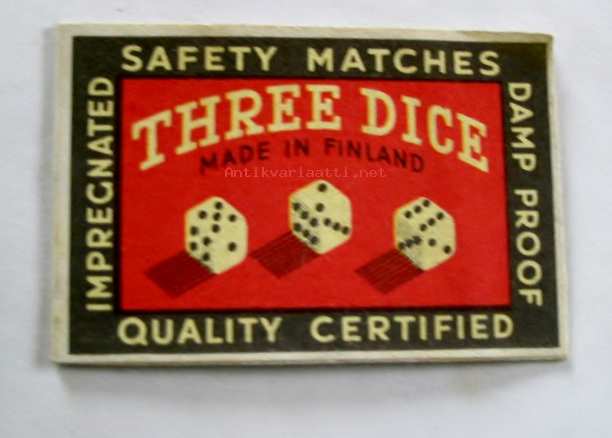 SAFETY MATCHES
THREE DICE
MADE IN FINLAND
Antikvariaatti.net
IMPREGNATED
DAMP PROOF
QUALITY CERTIFIED